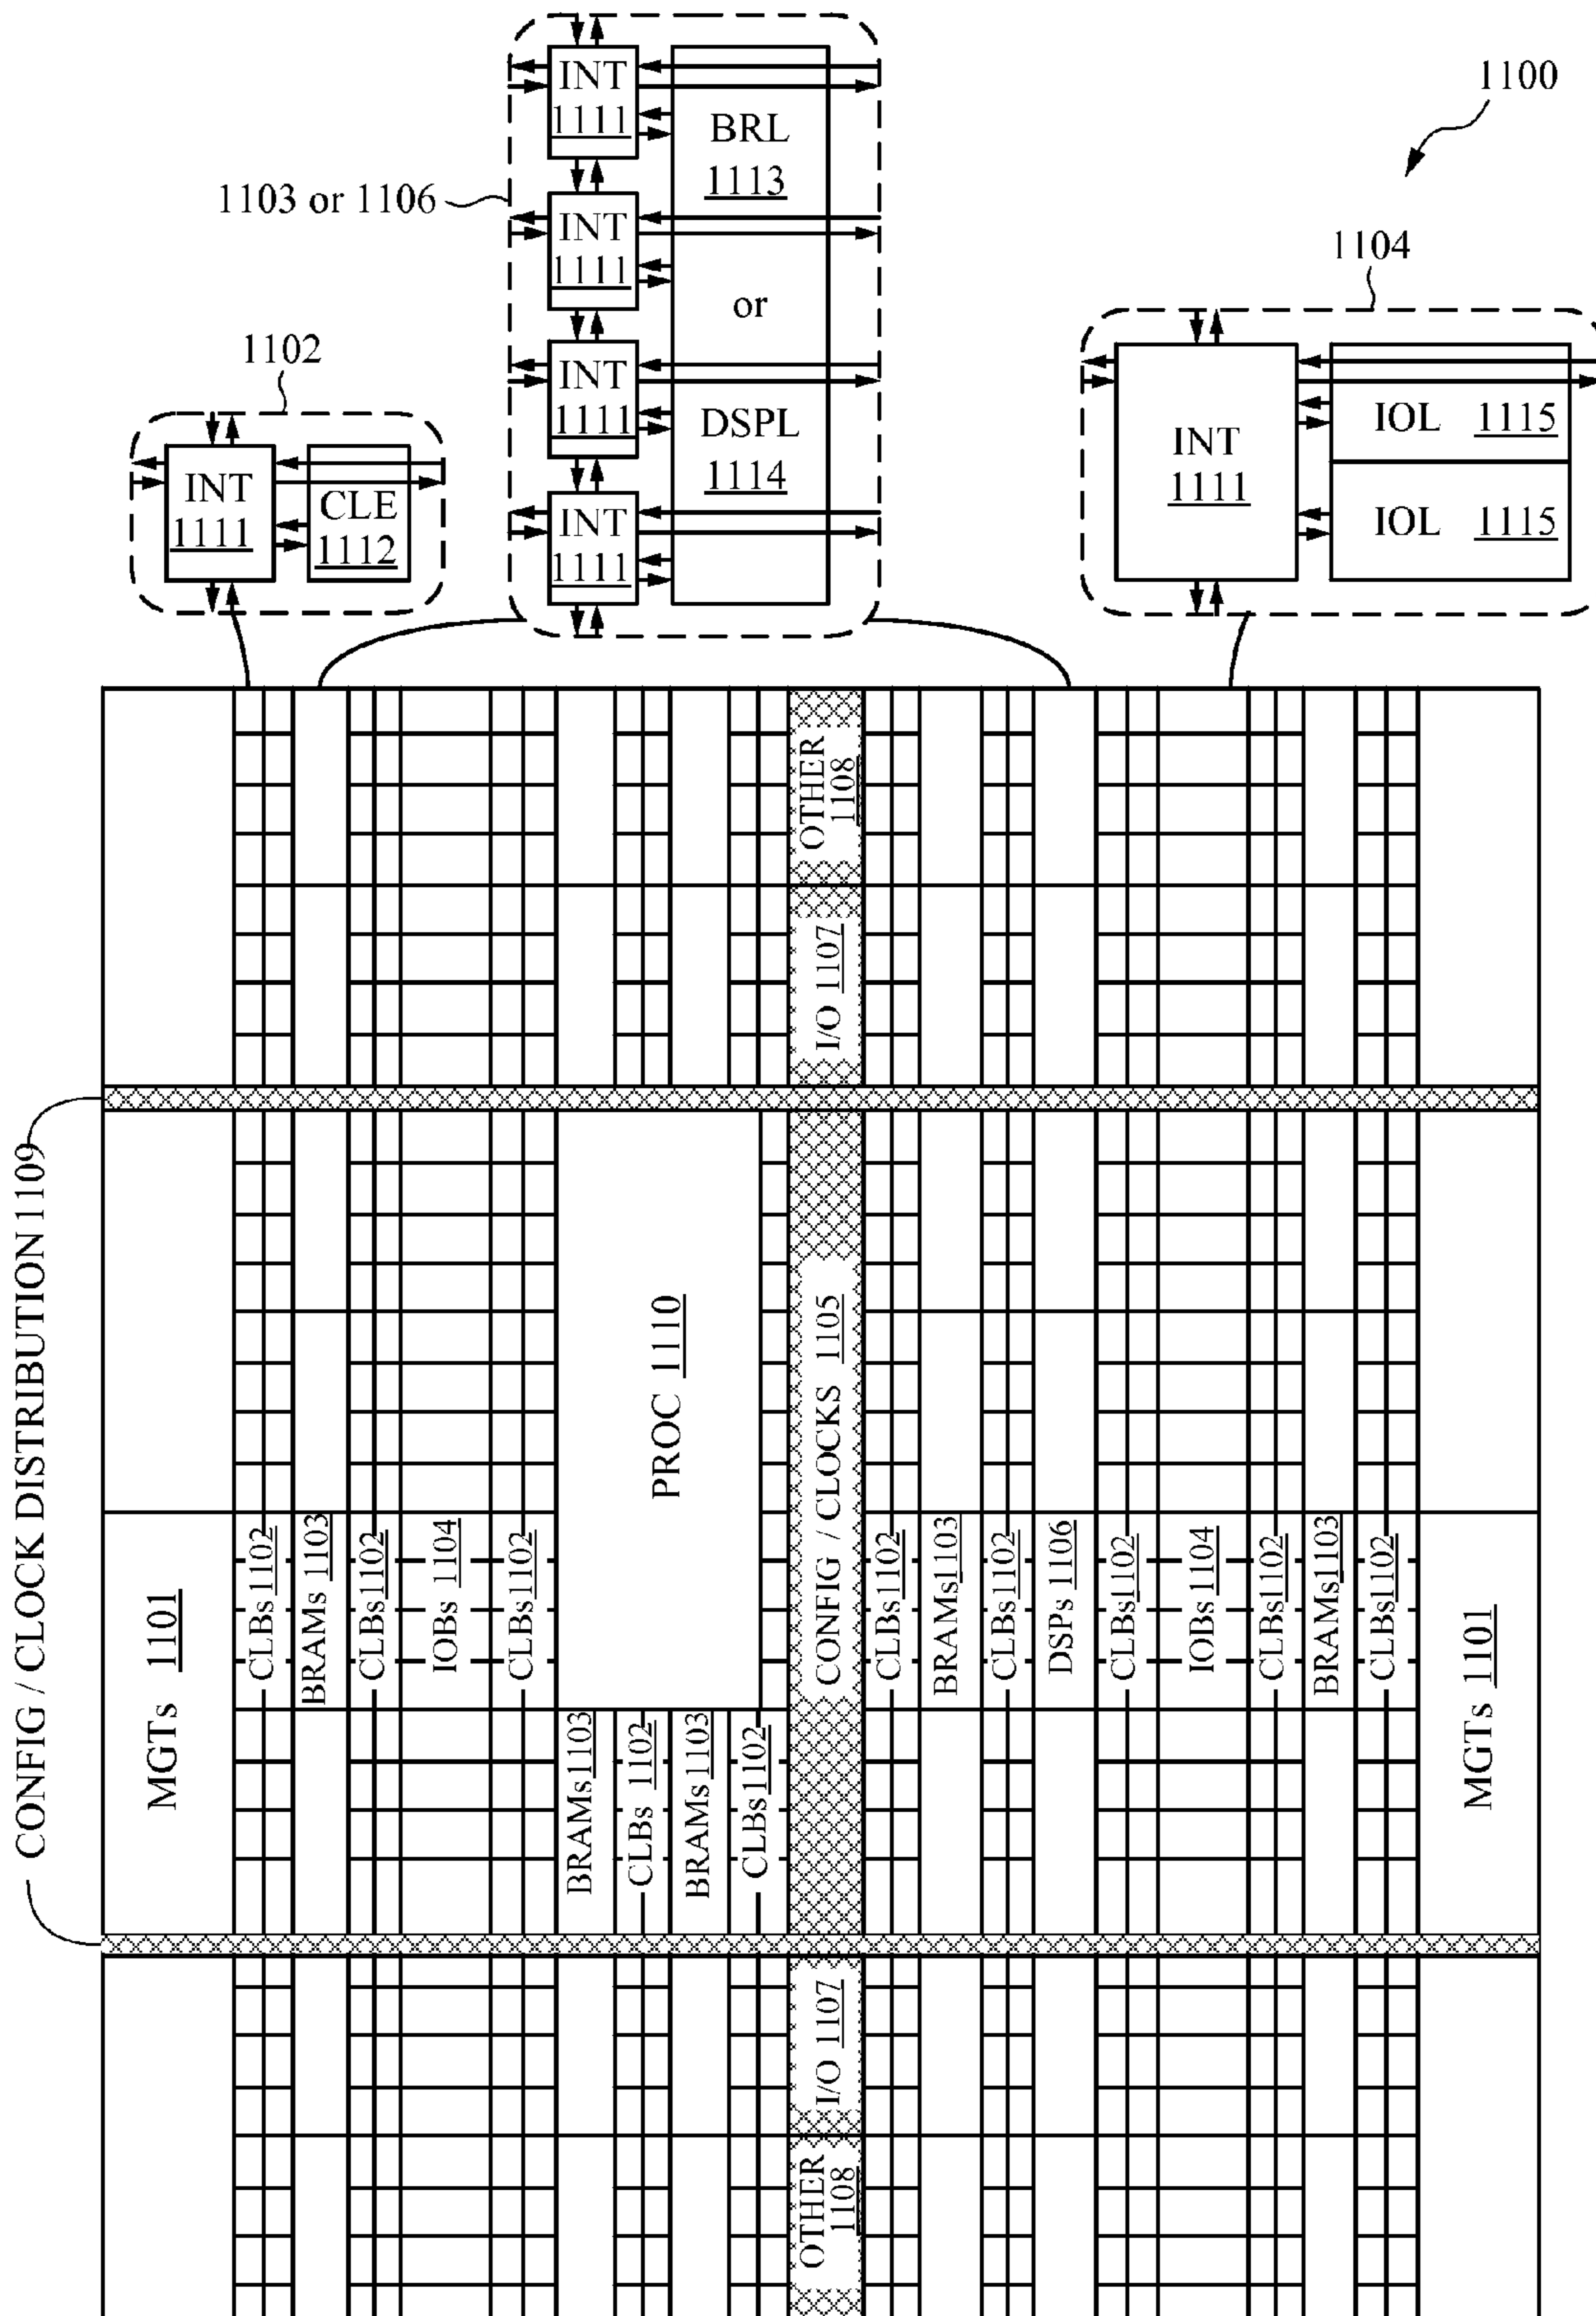 1100
1103 or 1106
INT
1111
INT
1111
INT
1111
INT
1111
BRL
1113
or
DSPL
1114
1104
INT
1111
IOL 1115
IOL 1115
1102
INT
1111
CLE
1112
OTHER
1108
I/O 1107
CONFIG / CLOCK DISTRIBUTION 1109
PROC 1110
CONFIG / CLOCKS 1105
MGTs 1101
CLBs 1102
BRAMs 1103
CLBs 1102
IOBs 1104
CLBs 1102
BRAMs 1103
CLBs 1102
BRAMs 1103
CLBs 1102
CLBs 1102
BRAMs 1103
CLBs 1102
DSPs 1106
CLBs 1102
IOBs 1104
CLBs 1102
BRAMs 1103
CLBs 1102
MGTs 1101
I/O 1107
OTHER
1108